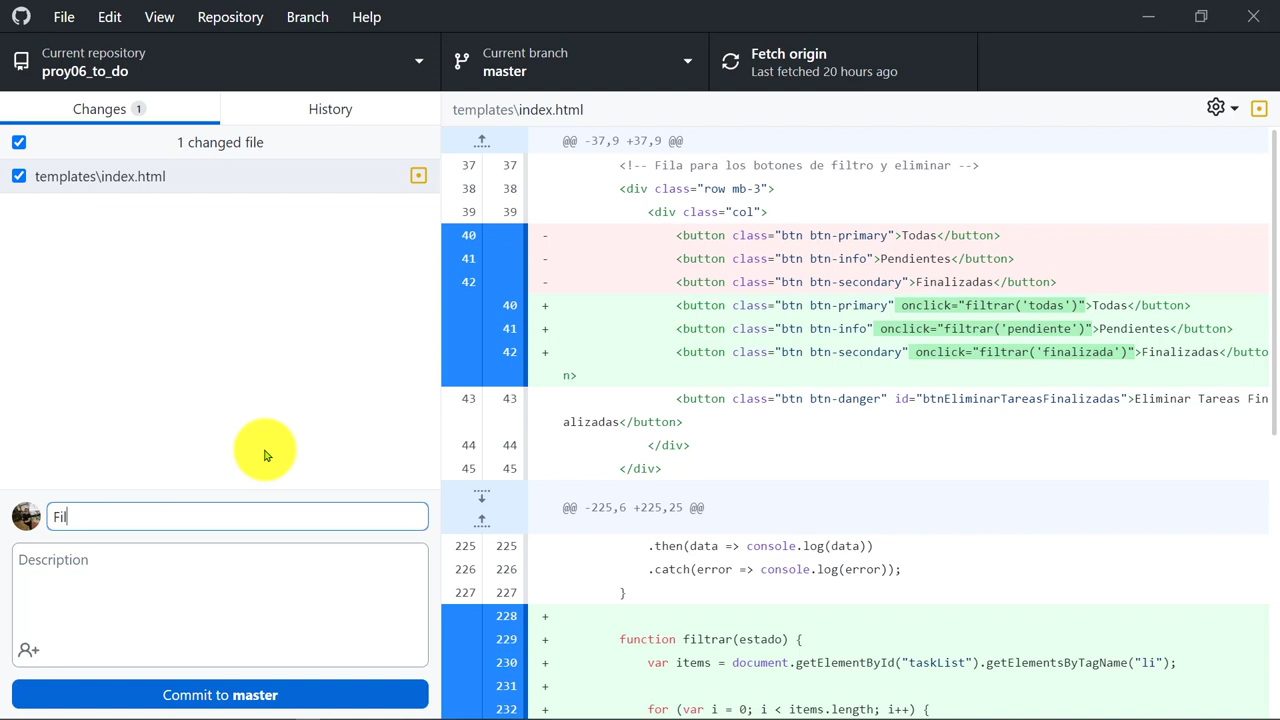 File Edit View Repository Branch Help
Current repository
proy06_to_do
Current branch
master
Fetch origin
Last fetched 20 hours ago
Changes 1
History
1 changed file
templates\index.html
Fil
Description
Commit to master
templates\index.html
@@ -37,9 +37,9 @@
37 37 <!-- Fila para los botones de filtro y eliminar -->
38 38 <div class="row mb-3">
39 39 <div class="col">
40 - <button class="btn btn-primary">Todas</button>
41 - <button class="btn btn-info">Pendientes</button>
42 - <button class="btn btn-secondary">Finalizadas</button>
40 + <button class="btn btn-primary" onclick="filtrar('todas')">Todas</button>
41 + <button class="btn btn-info" onclick="filtrar('pendiente')">Pendientes</button>
42 + <button class="btn btn-secondary" onclick="filtrar('finalizada')">Finalizadas</butto
n>
43 43 <button class="btn btn-danger" id="btnEliminarTareasFinalizadas">Eliminar Tareas Fin
alizadas</button>
44 44 </div>
45 45 </div>
@@ -225,6 +225,25 @@
225 225 .then(data => console.log(data))
226 226 .catch(error => console.log(error));
227 227 }
228 +
229 + function filtrar(estado) {
230 + var items = document.getElementById("taskList").getElementsByTagName("li");
231 +
232 + for (var i = 0; i < items.length; i++) {